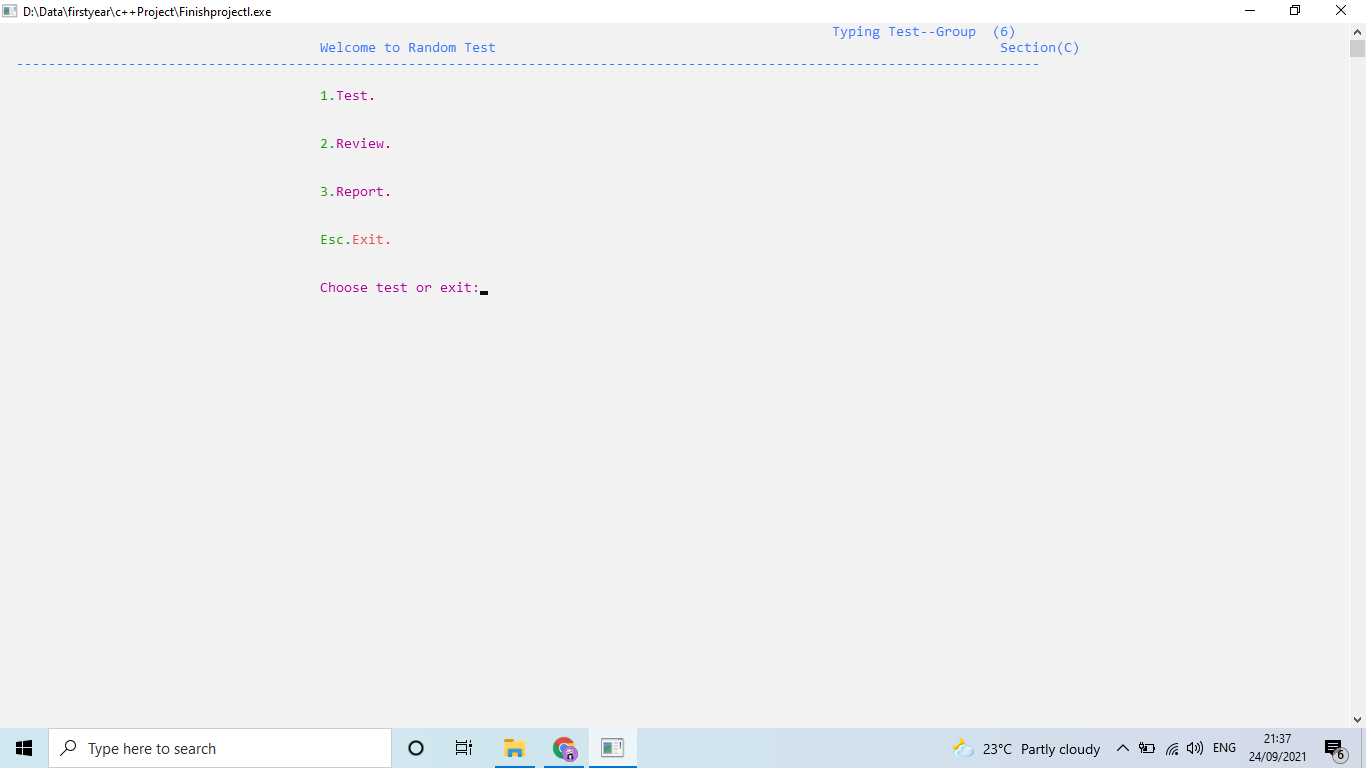 D:\Data\firstyear\c++Project\Finishprojectl.exe
Typing Test--Group (6)
Welcome to Random Test Section(C)
--------------------------------------------------------------------------------------------------------------------------------
1.Test.
2.Review.
3.Report.
Esc.Exit.
Choose test or exit:
Type here to search
23°C Partly cloudy
ENG
21:37
24/09/2021
6